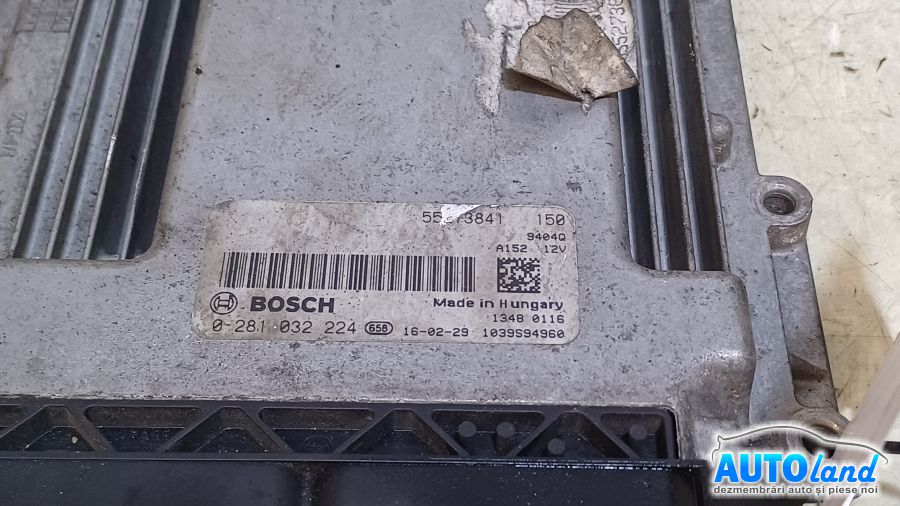 55273841 150
9404Q
A152 12V
BOSCH
Made in Hungary
1348 0116
0 281 032 224 658 16-02-29 1039S94960
AUTOland
dezmembrări auto și piese noi